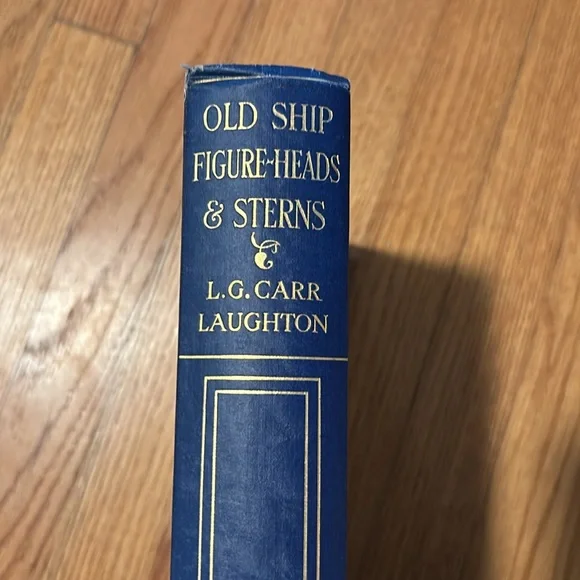 OLD SHIP
FIGURE-HEADS
& STERNS
L.G. CARR
LAUGHTON